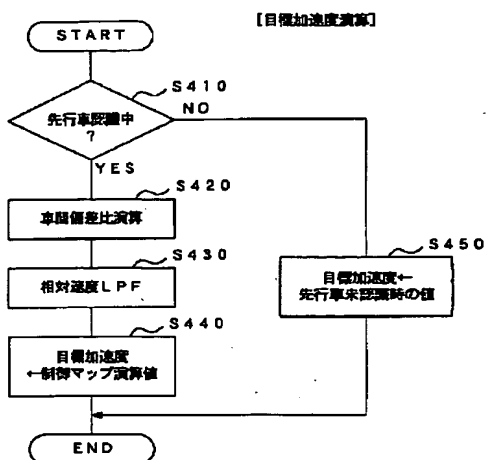 [目標加速度演算]
START
S410
先行車認識中
?
NO
YES
S420
車間偏差比演算
S430
相対速度LPF
S440
目標加速度
←制御マップ演算値
S450
目標加速度←
先行車未認識時の値
END